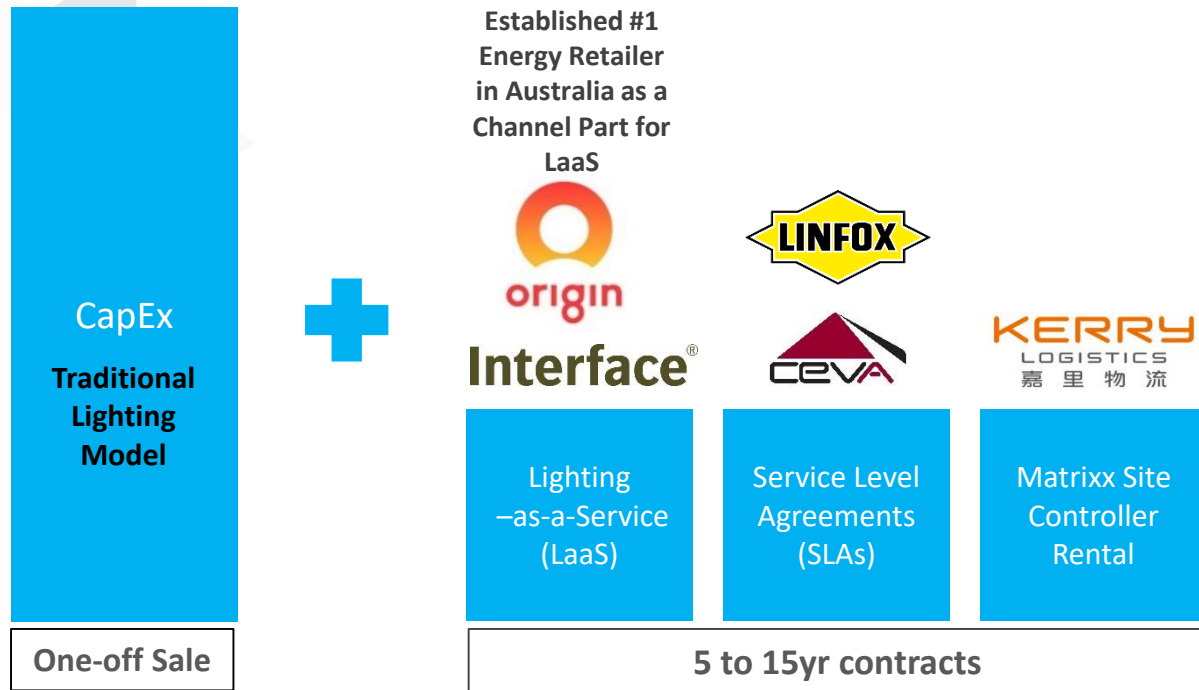 CapEx
Traditional
Lighting
Model
One-off Sale
Established #1
Energy Retailer
in Australia as a
Channel Part for
LaaS
origin
Interface®
Lighting
–as-a-Service
(LaaS)
LINFOX
CEVA
Service Level
Agreements
(SLAs)
KERRY
LOGISTICS
嘉里物流
Matrixx Site
Controller
Rental
5 to 15yr contracts